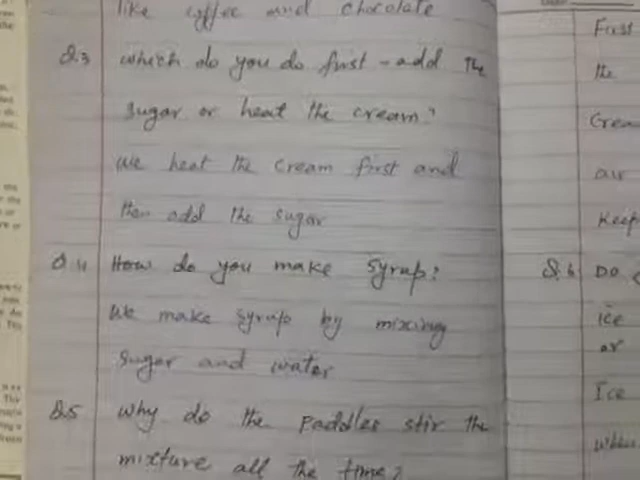 like coffee and chocolate
Q.3 which do you do first - add the
sugar or heat the cream?
we heat the cream first and
then add the sugar
Q.4 How do you make syrup?
we make syrup by mixing
sugar and water
Q.5 why do the paddles stir the
mixture all the time?
First
the
air
keep
Q.6 Do
ice
or
Ice